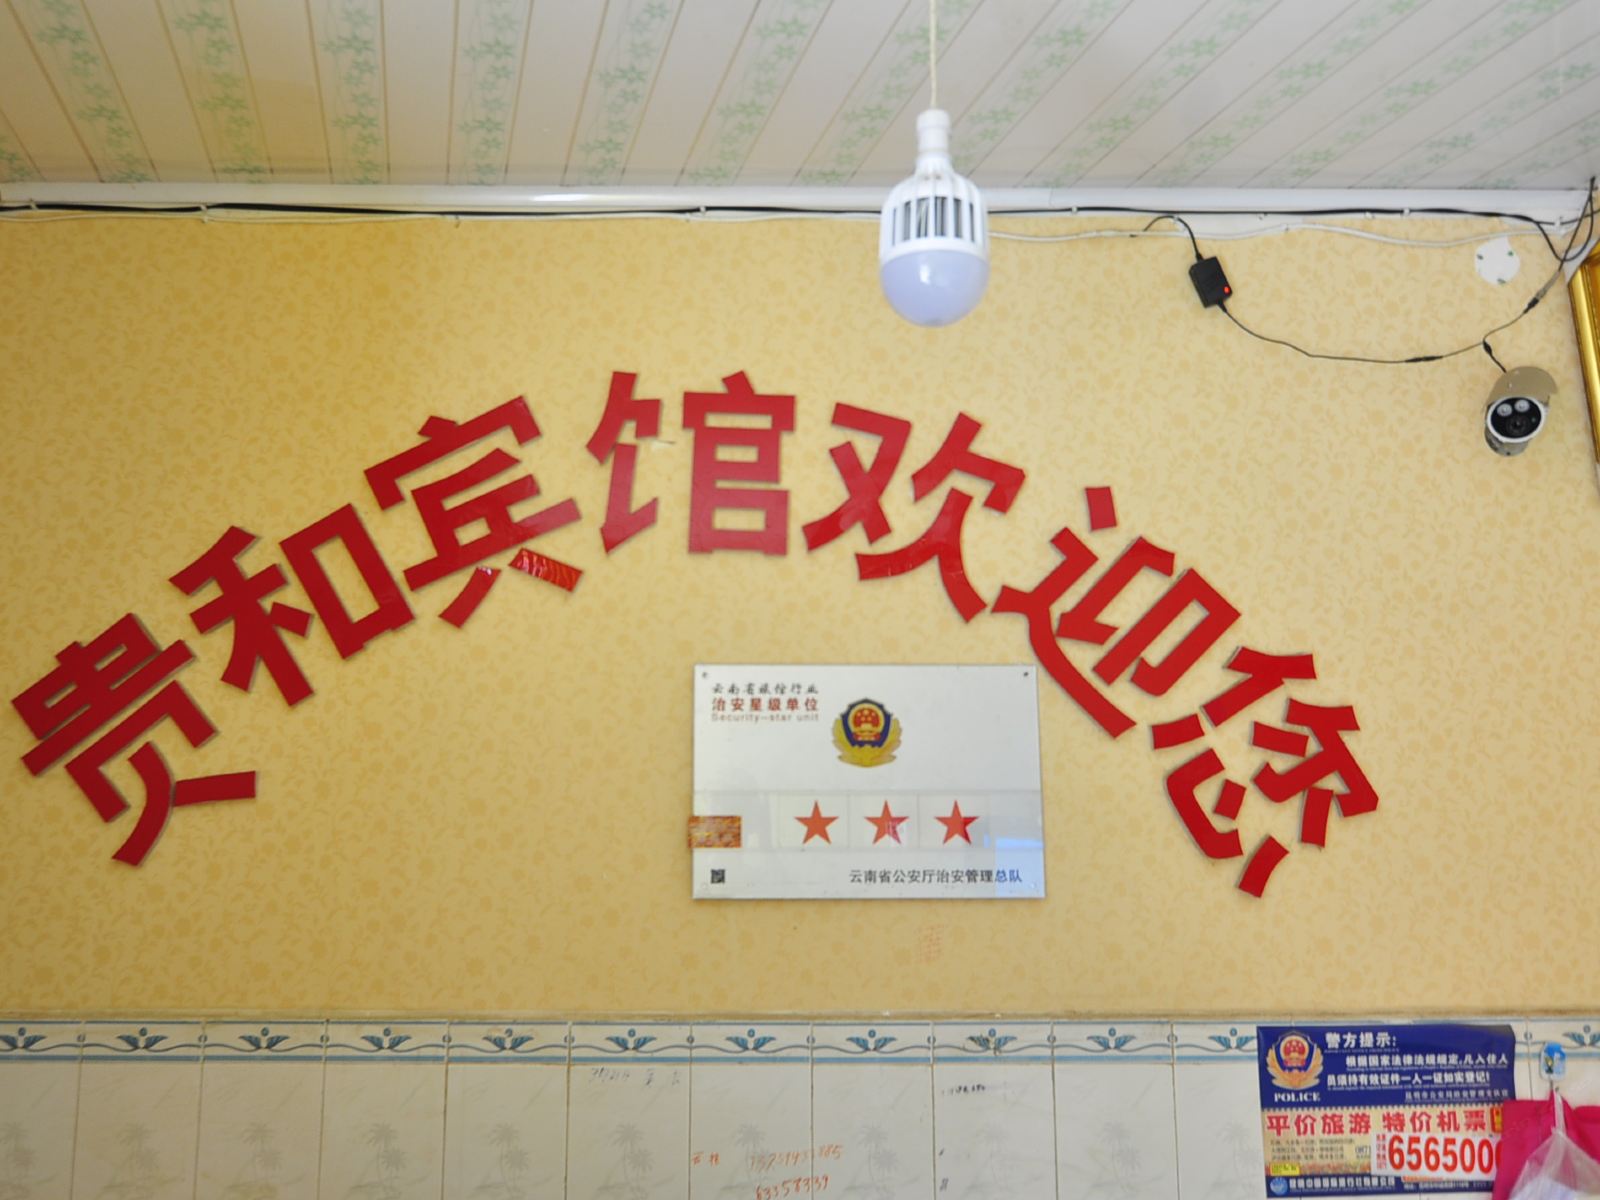 贵和宾馆欢迎您
云南省旅馆行业
治安星级单位
Security-star unit
云南省公安厅治安管理总队
警方提示:
根据国家法律法规规定,凡入住人
员须持有效证件一人一证如实登记!
POLICE
平价旅游 特价机票
0871
6565000
63358339